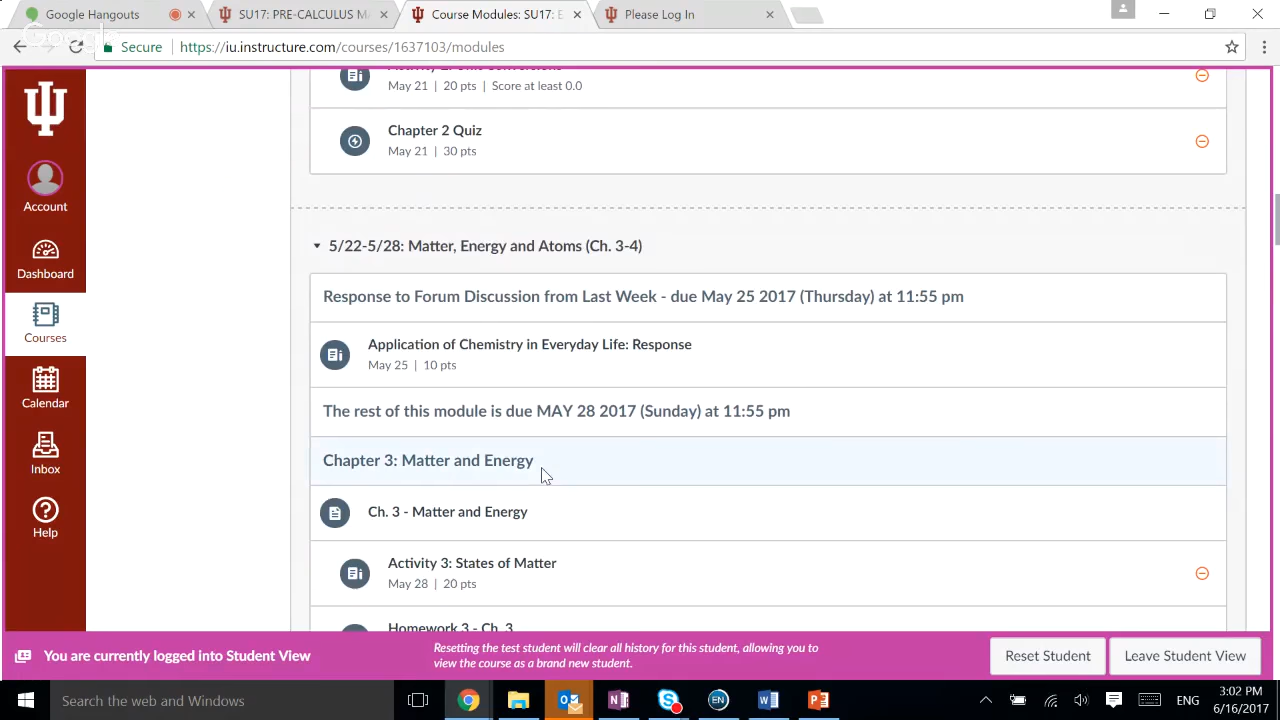 Google Hangouts
SU17: PRE-CALCULUS M
Course Modules: SU17: E
Please Log In
Google
Secure
https://iu.instructure.com/courses/1637103/modules
Account
Dashboard
Courses
Calendar
Inbox
Help
May 21 | 20 pts | Score at least 0.0
Chapter 2 Quiz
May 21 | 30 pts
5/22-5/28: Matter, Energy and Atoms (Ch. 3-4)
Response to Forum Discussion from Last Week - due May 25 2017 (Thursday) at 11:55 pm
Application of Chemistry in Everyday Life: Response
May 25 | 10 pts
The rest of this module is due MAY 28 2017 (Sunday) at 11:55 pm
Chapter 3: Matter and Energy
Ch. 3 - Matter and Energy
Activity 3: States of Matter
May 28 | 20 pts
Homework 3 - Ch. 3
You are currently logged into Student View
Resetting the test student will clear all history for this student, allowing you to
view the course as a brand new student.
Reset Student
Leave Student View
Search the web and Windows
ENG
3:02 PM
6/16/2017